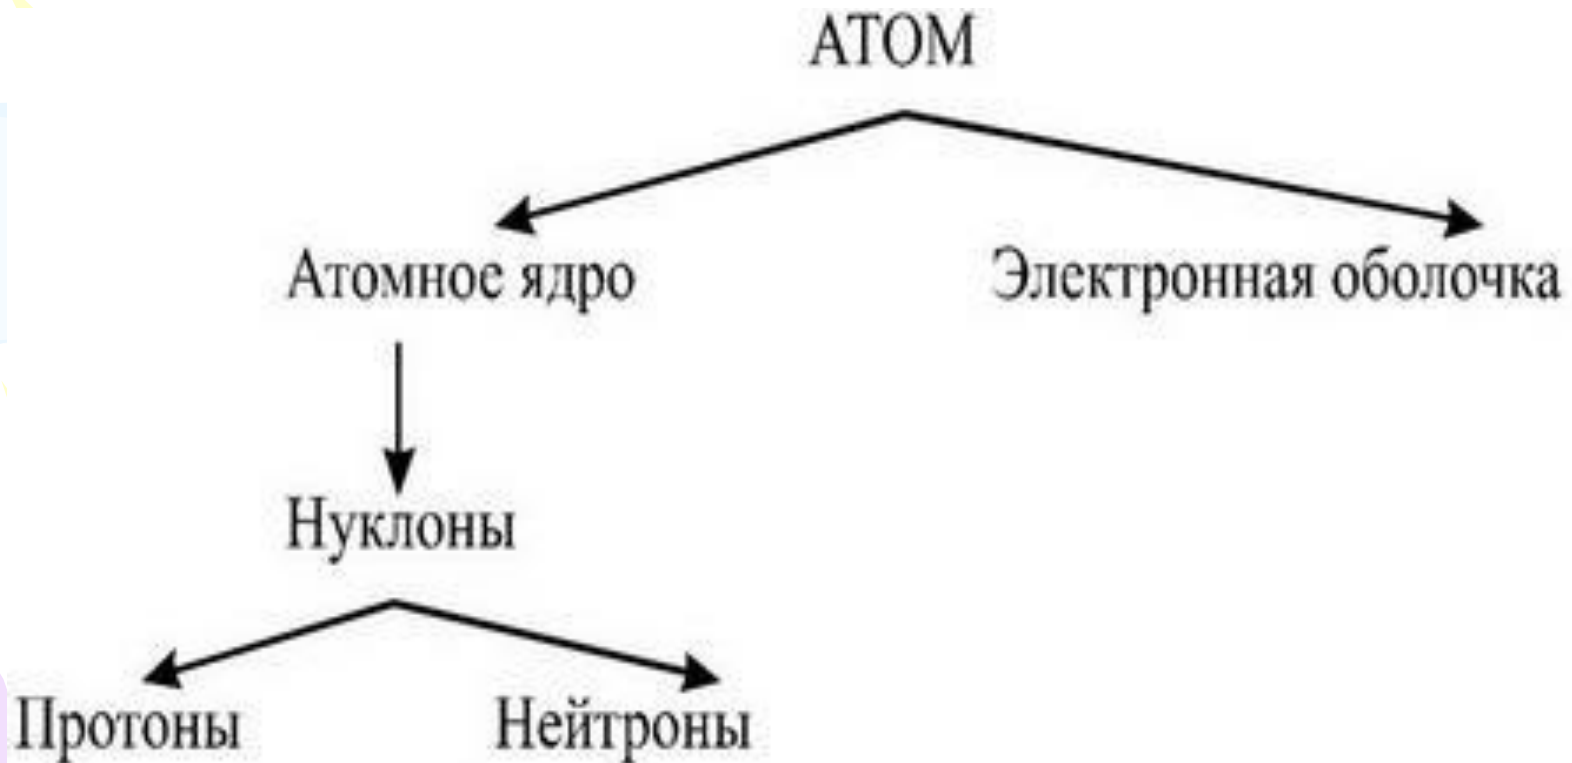 АТОМ
Атомное ядро
Электронная оболочка
Нуклоны
Протоны
Нейтроны